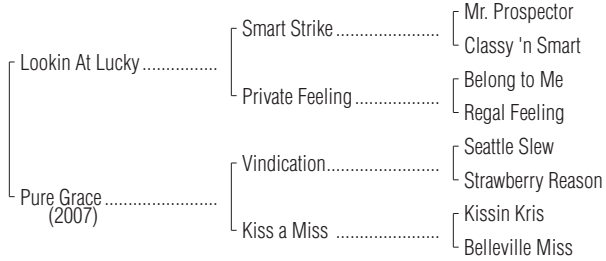 Mr. Prospector
Smart Strike ....................
Classy 'n Smart
Lookin At Lucky ...............
Belong to Me
Private Feeling ................
Regal Feeling
Seattle Slew
Vindication.....................
Strawberry Reason
Pure Grace .....................
(2007)
Kissin Kris
Kiss a Miss ....................
Belleville Miss